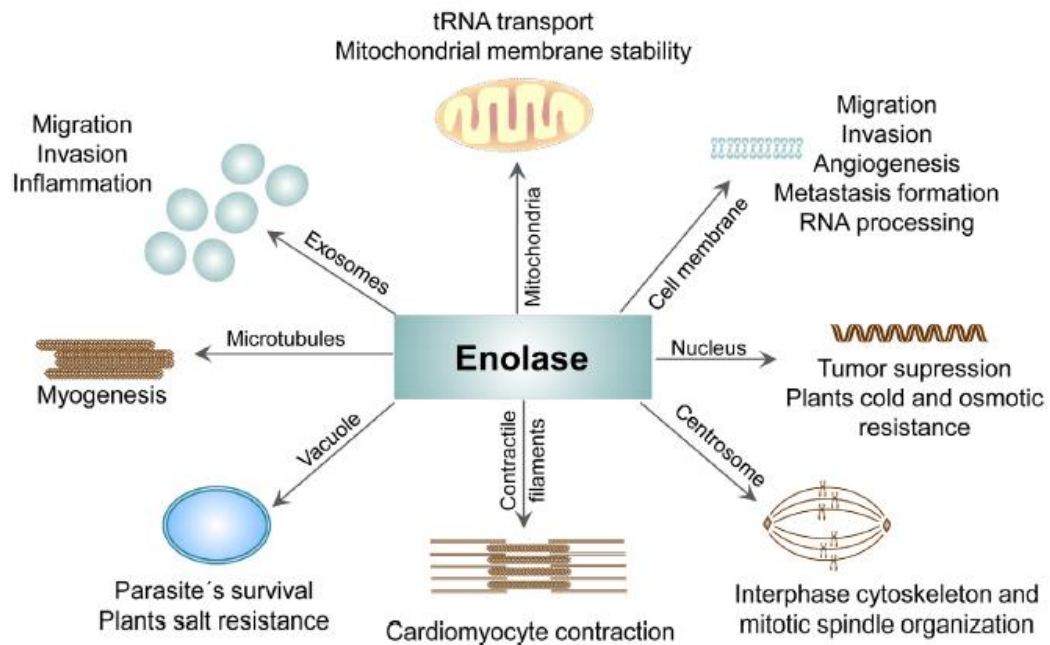 tRNA transport
Mitochondrial membrane stability
Migration
Invasion
Inflammation
Migration
Invasion
Angiogenesis
Metastasis formation
RNA processing
Exosomes
Mitochondria
Cell membrane
Microtubules
Enolase
Nucleus
Myogenesis
Tumor supression
Plants cold and osmotic
resistance
Vacuole
Contractile
filaments
Centrosome
Parasite´s survival
Plants salt resistance
Cardiomyocyte contraction
Interphase cytoskeleton and
mitotic spindle organization